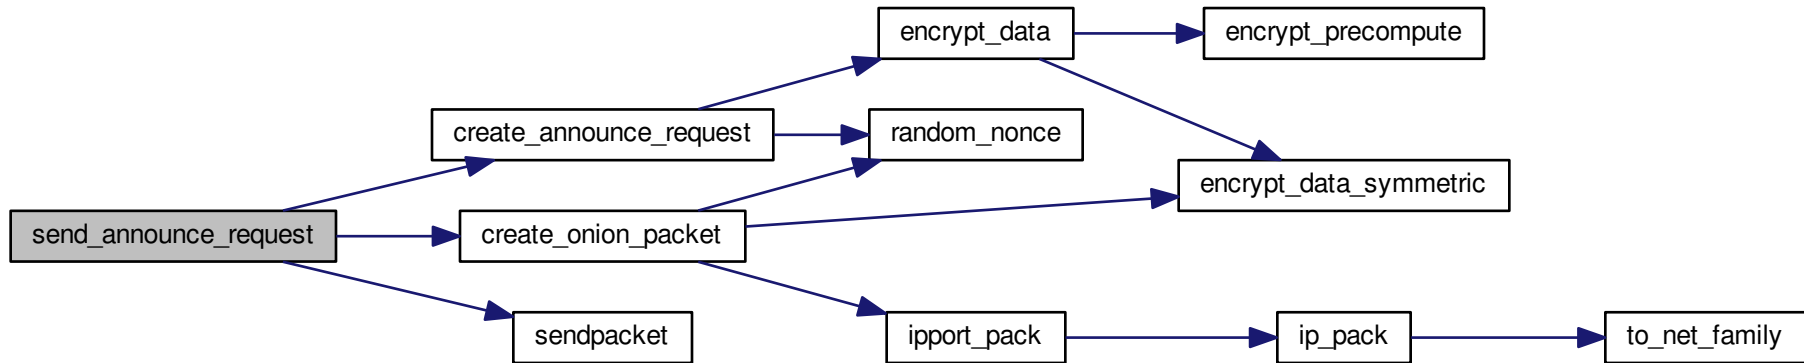 encrypt_data
encrypt_precompute
create_announce_request
random_nonce
encrypt_data_symmetric
send_announce_request
create_onion_packet
sendpacket
ipport_pack
ip_pack
to_net_family